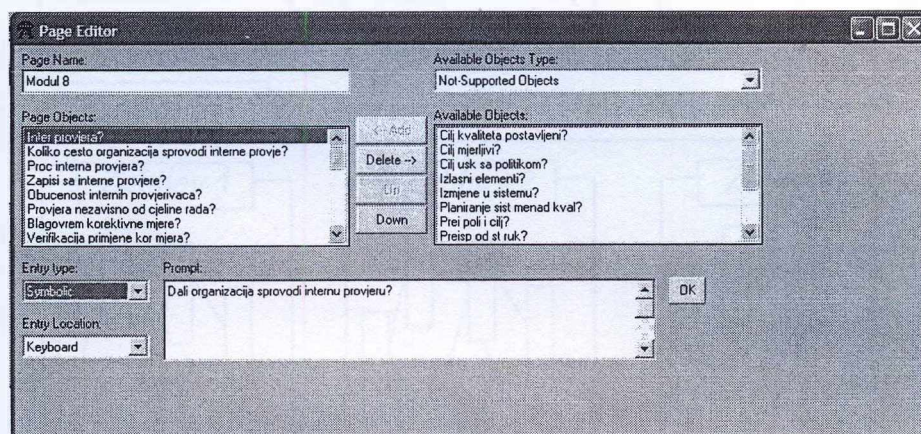 Page Editor
Page Name:
Modul 8
Available Objects Type:
Not-Supported Objects
Page Objects:
Inter provjera?
Koliko cesto organizacija sprovodi interne provje?
Proc interna provjera?
Zapisi sa interne provjere?
Obucenost internih provjerivaca?
Provjera nezavisno od cjeline rada?
Blagovrem korektivne mjere?
Verifikacija primjene kor mjera?
<-- Add
Delete -->
Up
Down
Available Objects:
Cilj kvaliteta postavljeni?
Cilj mjerljivi?
Cilj usk sa politikom?
Izlasni elementi?
Izmjene u sistemu?
Planiranje sist menad kval?
Prei poli i cilj?
Preisp od st ruk?
Entry type:
Symbolic
Entry Location:
Keyboard
Prompt:
Dali organizacija sprovodi internu provjeru?
OK